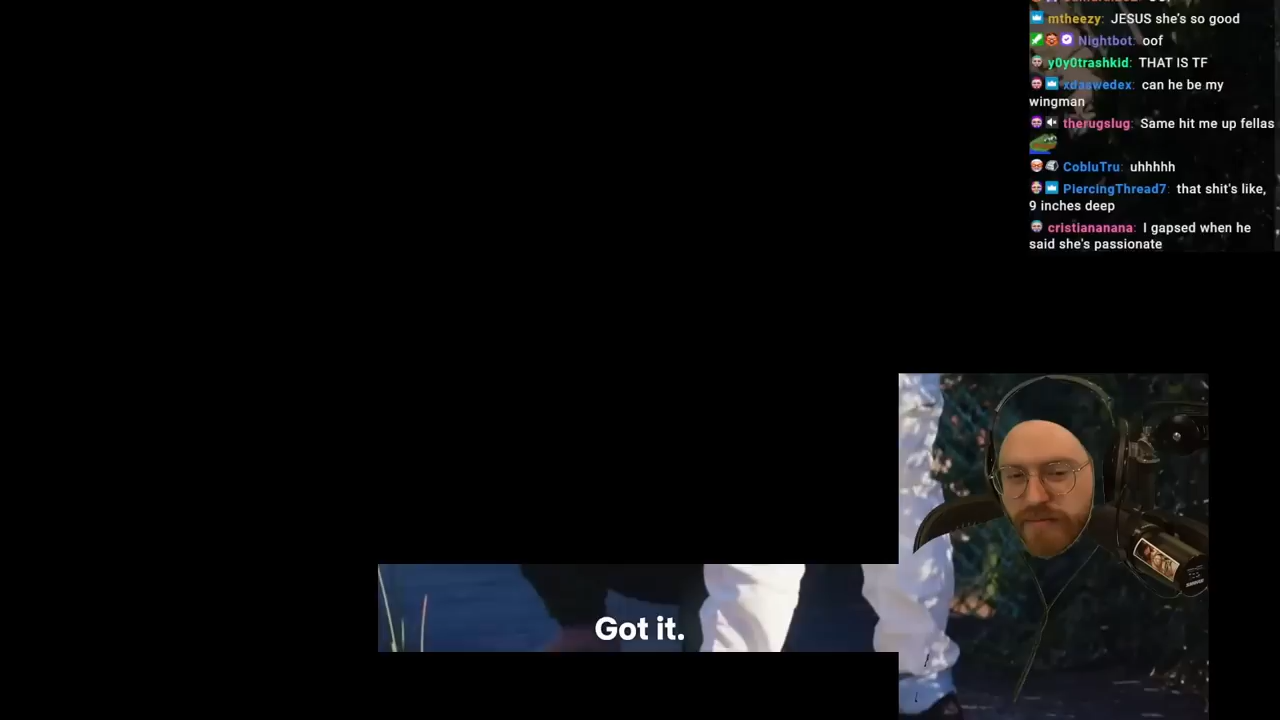 mtheezy: JESUS she's so good
Nightbot: oof
y0y0trashkid: THAT IS TF
xdaswedex: can he be my
wingman
therugslug: Same hit me up fellas
CobluTru: uhhhhh
PiercingThread7: that shit's like,
9 inches deep
cristiananana: I gapsed when he
said she's passionate
Got it.